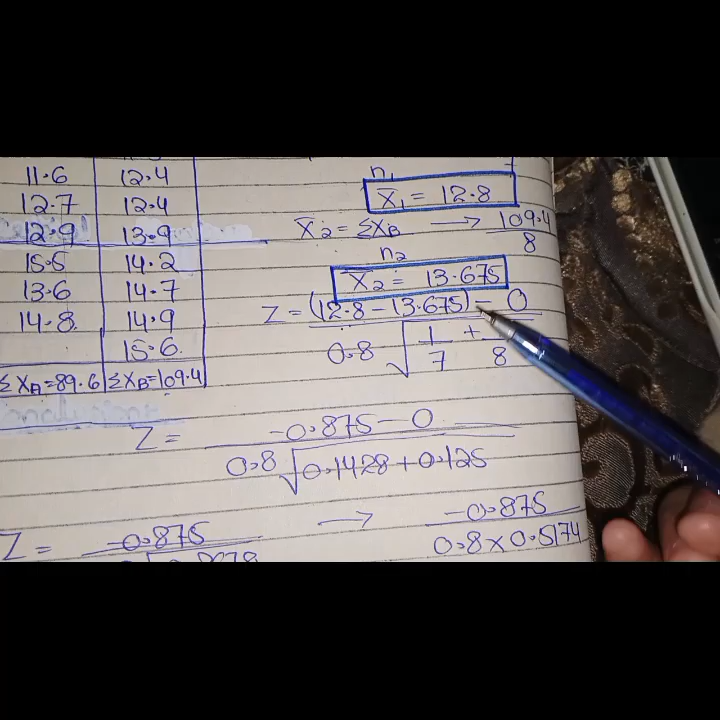 11.6 12.4
12.7 12.4
12.9 13.9
15.5 14.2
13.6 14.7
14.8 14.9
15.6
ΣXA=89.6 ΣXB=109.4
n1
X̄1 = 12.8
X̄2 = ΣXB → 109.4
n2 8
X̄2 = 13.675
Z = (12.8 - 13.675) - 0
0.8 √ 1 + 
7 8
Z = -0.875 - 0
0.8 √0.1428 + 0.125
Z = -0.875 → -0.875
0.8 × 0.5174